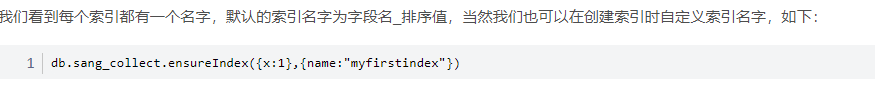 我们看到每个索引都有一个名字，默认的索引名字为字段名_排序值，当然我们也可以在创建索引时自定义索引名字，如下：
1 db.sang_collect.ensureIndex({x:1},{name:"myfirstindex"})